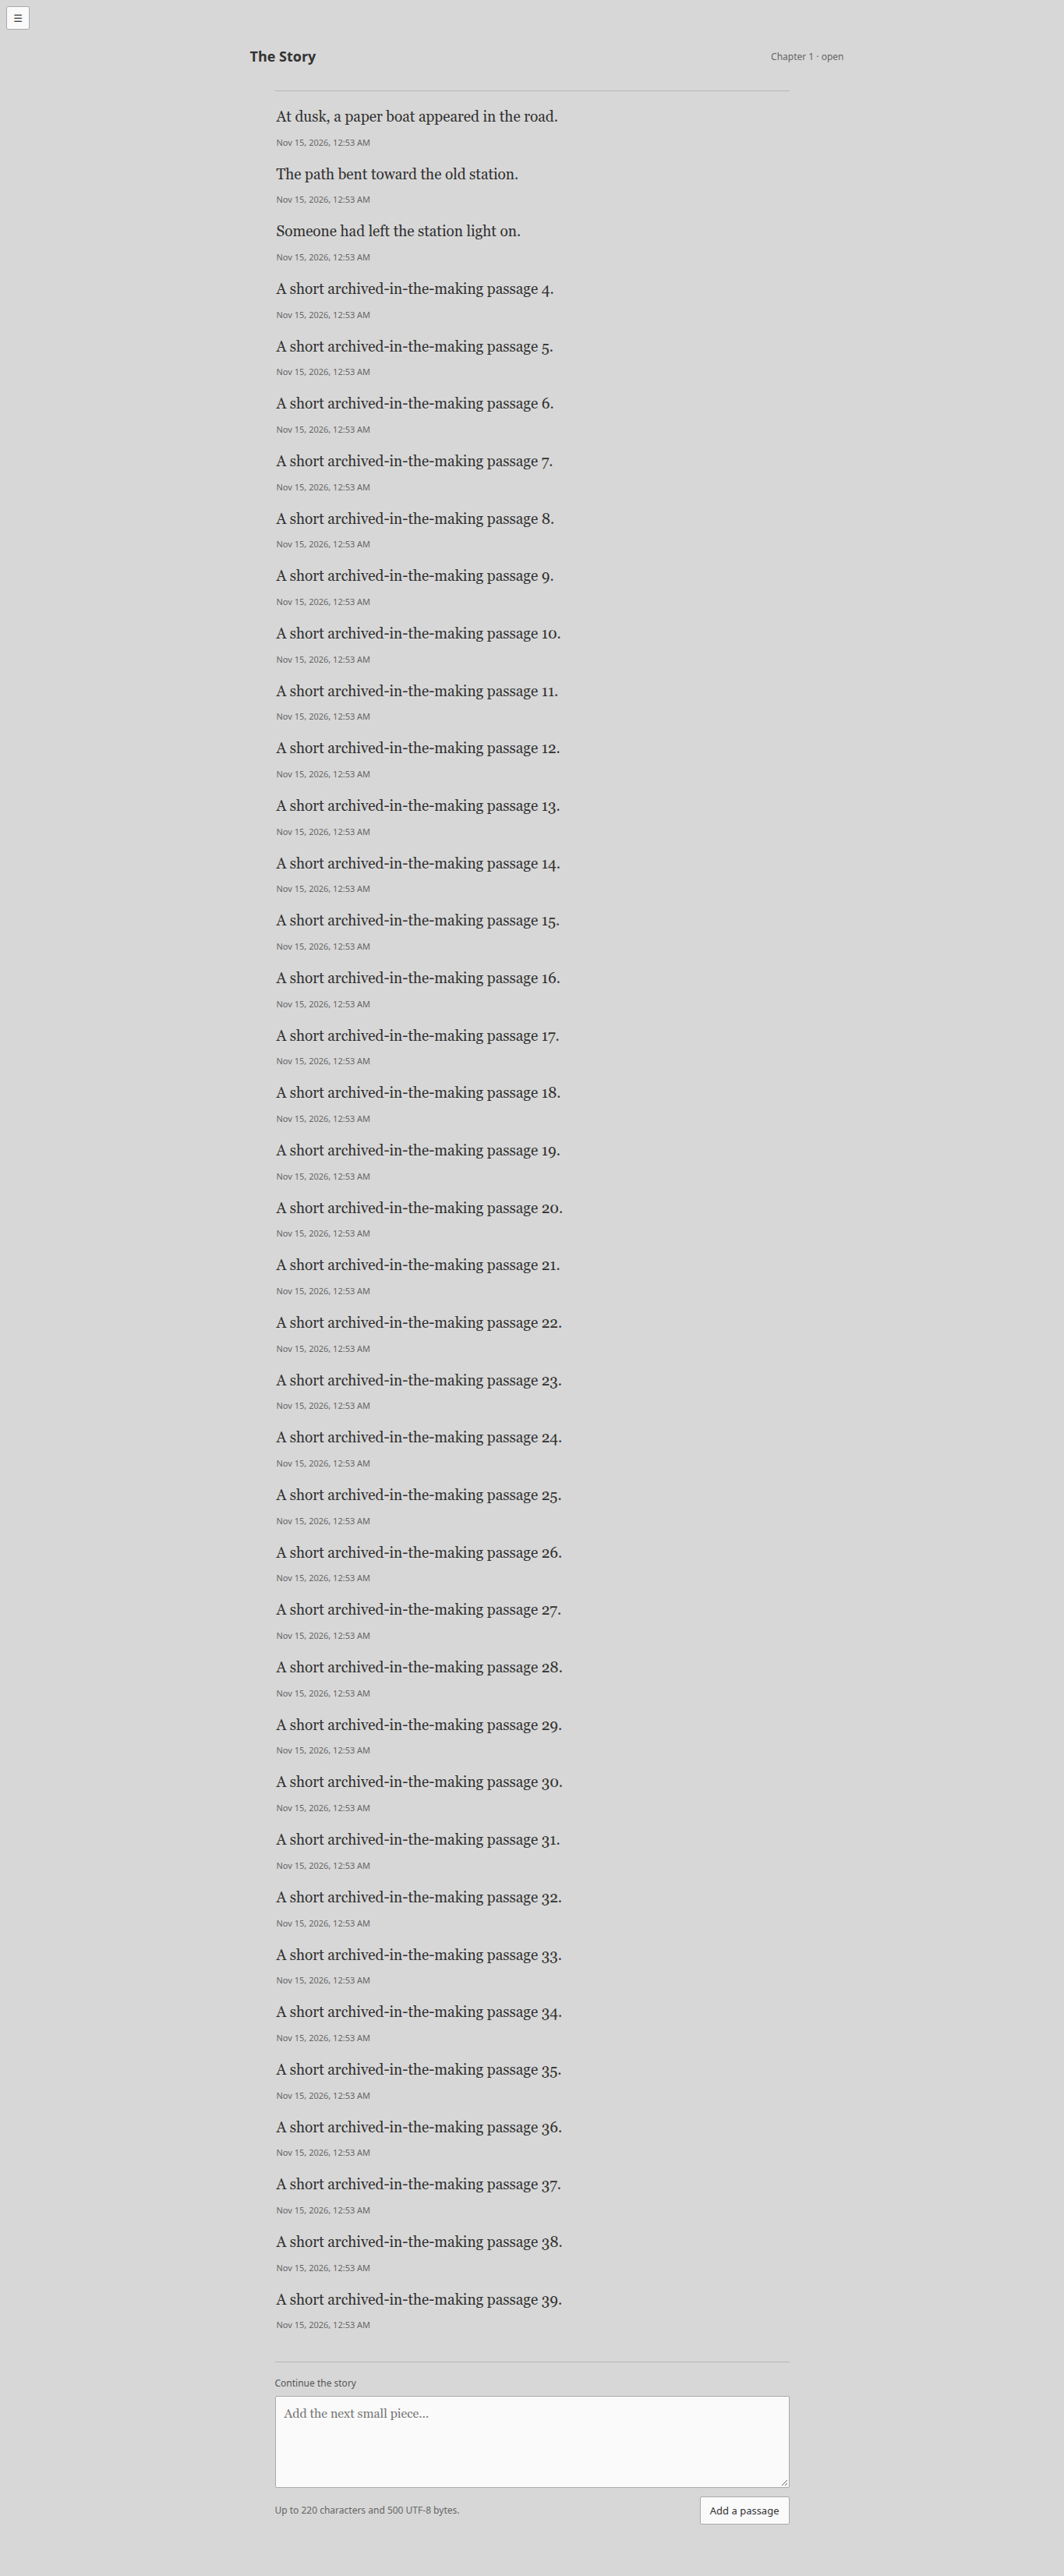 ☰
The Story
Chapter 1 · open
At dusk, a paper boat appeared in the road.
Nov 15, 2026, 12:53 AM
The path bent toward the old station.
Nov 15, 2026, 12:53 AM
Someone had left the station light on.
Nov 15, 2026, 12:53 AM
A short archived-in-the-making passage 4.
Nov 15, 2026, 12:53 AM
A short archived-in-the-making passage 5.
Nov 15, 2026, 12:53 AM
A short archived-in-the-making passage 6.
Nov 15, 2026, 12:53 AM
A short archived-in-the-making passage 7.
Nov 15, 2026, 12:53 AM
A short archived-in-the-making passage 8.
Nov 15, 2026, 12:53 AM
A short archived-in-the-making passage 9.
Nov 15, 2026, 12:53 AM
A short archived-in-the-making passage 10.
Nov 15, 2026, 12:53 AM
A short archived-in-the-making passage 11.
Nov 15, 2026, 12:53 AM
A short archived-in-the-making passage 12.
Nov 15, 2026, 12:53 AM
A short archived-in-the-making passage 13.
Nov 15, 2026, 12:53 AM
A short archived-in-the-making passage 14.
Nov 15, 2026, 12:53 AM
A short archived-in-the-making passage 15.
Nov 15, 2026, 12:53 AM
A short archived-in-the-making passage 16.
Nov 15, 2026, 12:53 AM
A short archived-in-the-making passage 17.
Nov 15, 2026, 12:53 AM
A short archived-in-the-making passage 18.
Nov 15, 2026, 12:53 AM
A short archived-in-the-making passage 19.
Nov 15, 2026, 12:53 AM
A short archived-in-the-making passage 20.
Nov 15, 2026, 12:53 AM
A short archived-in-the-making passage 21.
Nov 15, 2026, 12:53 AM
A short archived-in-the-making passage 22.
Nov 15, 2026, 12:53 AM
A short archived-in-the-making passage 23.
Nov 15, 2026, 12:53 AM
A short archived-in-the-making passage 24.
Nov 15, 2026, 12:53 AM
A short archived-in-the-making passage 25.
Nov 15, 2026, 12:53 AM
A short archived-in-the-making passage 26.
Nov 15, 2026, 12:53 AM
A short archived-in-the-making passage 27.
Nov 15, 2026, 12:53 AM
A short archived-in-the-making passage 28.
Nov 15, 2026, 12:53 AM
A short archived-in-the-making passage 29.
Nov 15, 2026, 12:53 AM
A short archived-in-the-making passage 30.
Nov 15, 2026, 12:53 AM
A short archived-in-the-making passage 31.
Nov 15, 2026, 12:53 AM
A short archived-in-the-making passage 32.
Nov 15, 2026, 12:53 AM
A short archived-in-the-making passage 33.
Nov 15, 2026, 12:53 AM
A short archived-in-the-making passage 34.
Nov 15, 2026, 12:53 AM
A short archived-in-the-making passage 35.
Nov 15, 2026, 12:53 AM
A short archived-in-the-making passage 36.
Nov 15, 2026, 12:53 AM
A short archived-in-the-making passage 37.
Nov 15, 2026, 12:53 AM
A short archived-in-the-making passage 38.
Nov 15, 2026, 12:53 AM
A short archived-in-the-making passage 39.
Nov 15, 2026, 12:53 AM
Continue the story
Add the next small piece...
Up to 220 characters and 500 UTF-8 bytes.
Add a passage